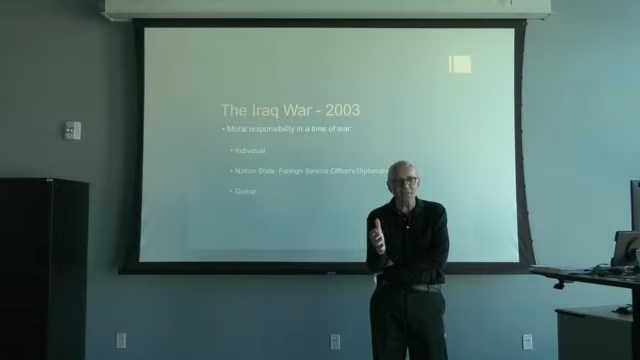 The Iraq War - 2003
• Moral responsibility in a time of war:
• Individual
• Nation-State: Foreign Service Officers/Diplomats
• Global